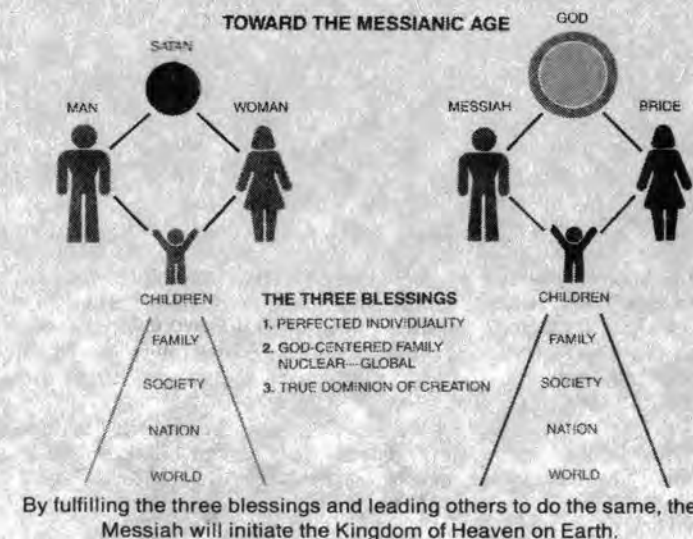 TOWARD THE MESSIANIC AGE
SATAN
MAN
WOMAN
CHILDREN
FAMILY
SOCIETY
NATION
WORLD
THE THREE BLESSINGS
1. PERFECTED INDIVIDUALITY
2. GOD-CENTERED FAMILY
NUCLEAR—GLOBAL
3. TRUE DOMINION OF CREATION
GOD
MESSIAH
BRIDE
CHILDREN
FAMILY
SOCIETY
NATION
WORLD
By fulfilling the three blessings and leading others to do the same, the
Messiah will initiate the Kingdom of Heaven on Earth.